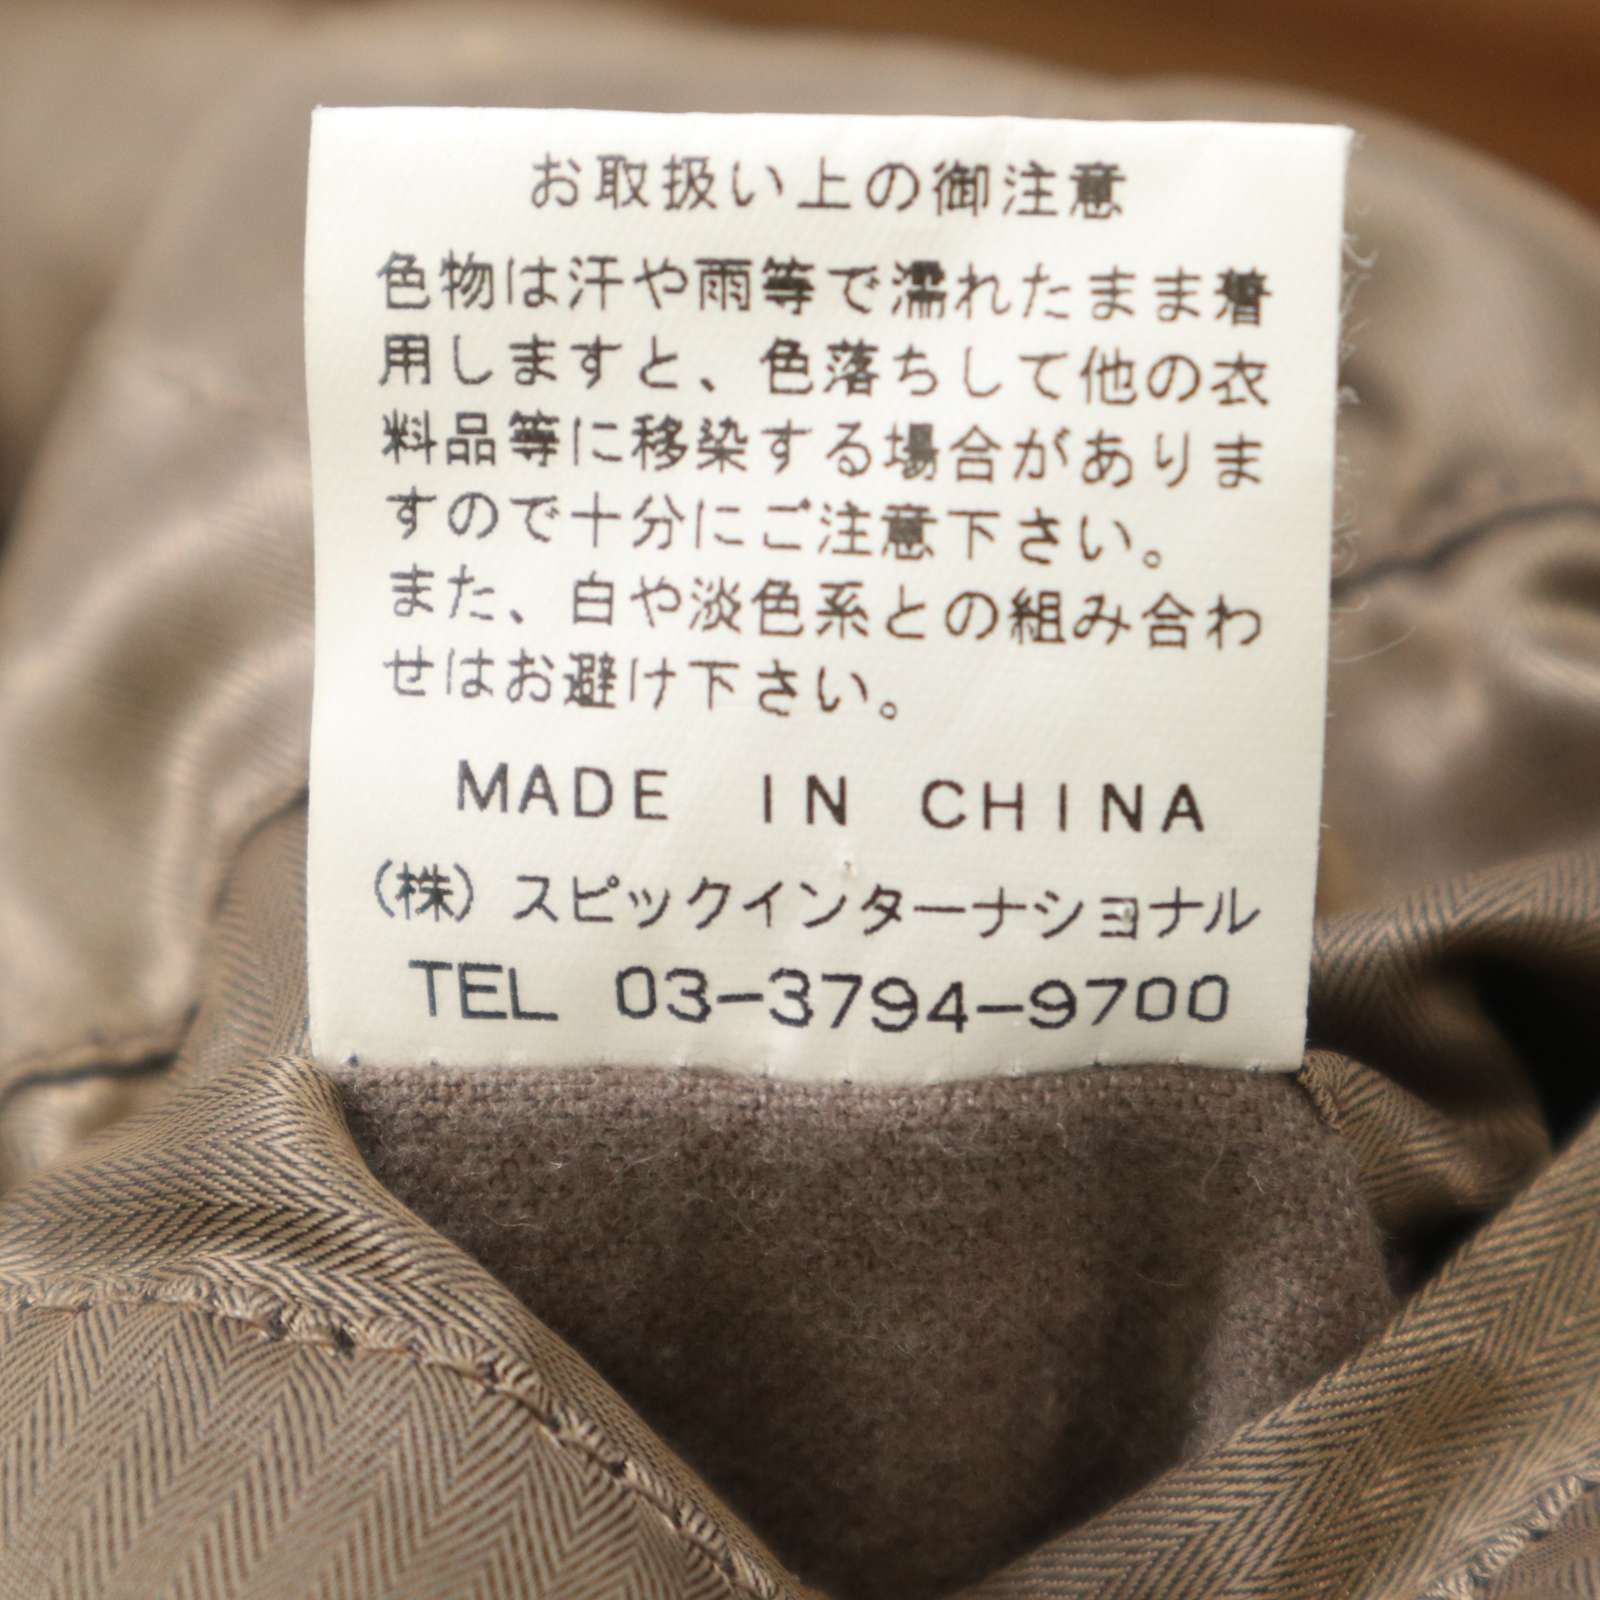 お取扱い上の御注意
色物は汗や雨等で濡れたまま着
用しますと、色落ちして他の衣
料品等に移染する場合がありま
すので十分にご注意下さい。
また、白や淡色系との組み合わ
せはお避け下さい。
MADE IN CHINA
(株) スピックインターナショナル
TEL 03-3794-9700